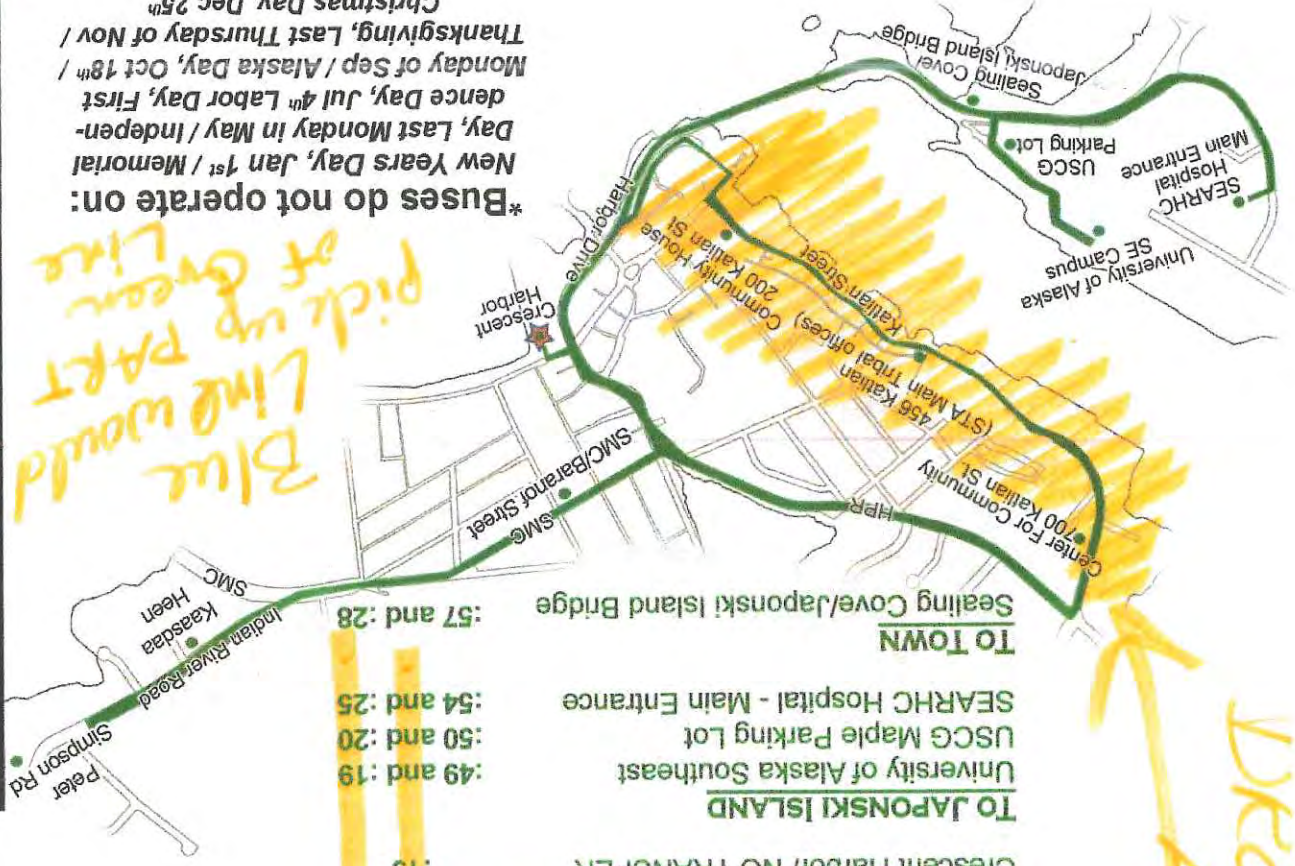 Crescent Harbor/ NO TRANSFER
TO JAPONSKI ISLAND
University of Alaska Southeast :49 and :19
USCG Maple Parking Lot :50 and :20
SEARHC Hospital - Main Entrance :54 and :25
TO TOWN
Sealing Cove/Japonski Island Bridge :57 and :28
Peter
Simpson Rd
Indian River Road
Kaasdaa
Heen
SMC
SMC
SMC/Baranof Street
HPR
Center For Community
700 Katlian St.
456 Katlian
(STA Main Tribal offices)
Katlian Street
Community House
200 Katlian St
Crescent
Harbor
Harbor Drive
University of Alaska
SE Campus
USCG
Parking Lot
SEARHC
Hospital
Main Entrance
Sealing Cove/
Japonski Island Bridge
Blue
Line would
pick up PART
of Green
Line
*Buses do not operate on:
New Years Day, Jan 1st / Memorial
Day, Last Monday in May / Indepen-
dence Day, Jul 4th Labor Day, First
Monday of Sep / Alaska Day, Oct 18th /
Thanksgiving, Last Thursday of Nov /
Christmas Day, Dec 25th